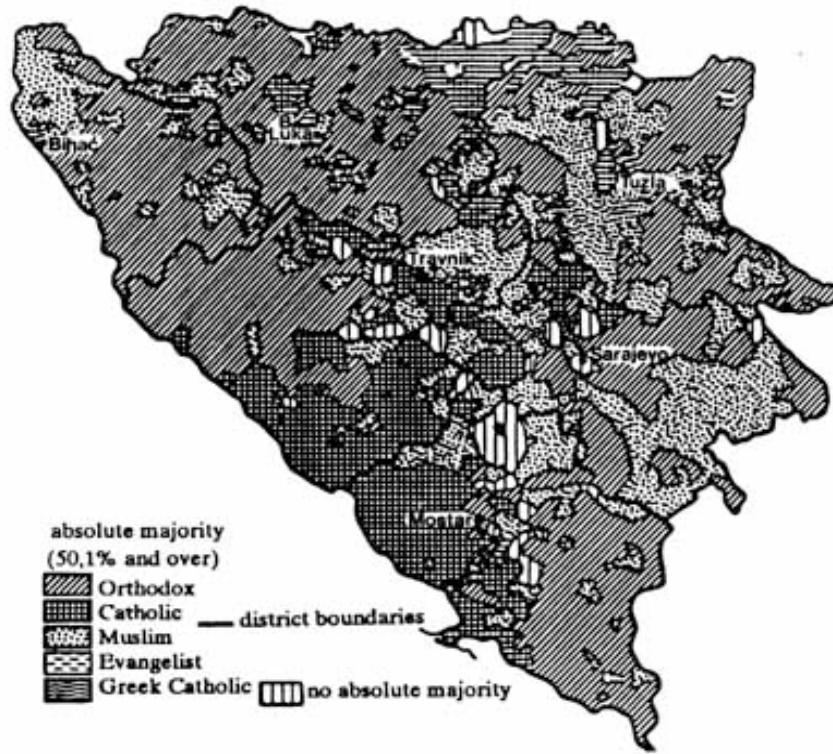 Bihać
B.
Luka
Tuzla
Travnik
Sarajevo
Mostar
absolute majority
(50,1% and over)
Orthodox
Catholic
district boundaries
Muslim
Evangelist
Greek Catholic
no absolute majority